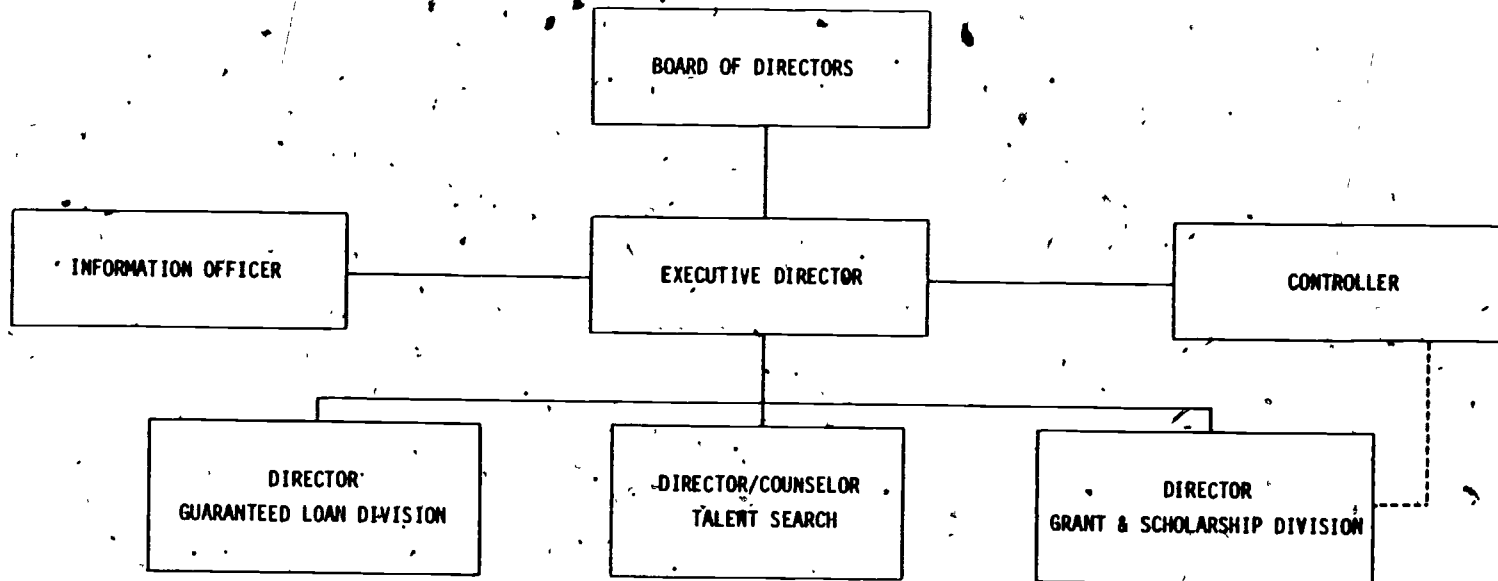 BOARD OF DIRECTORS
INFORMATION OFFICER
EXECUTIVE DIRECTOR
CONTROLLER
DIRECTOR
GUARANTEED LOAN DIVISION
DIRECTOR/COUNSELOR
TALENT SEARCH
DIRECTOR
GRANT & SCHOLARSHIP DIVISION